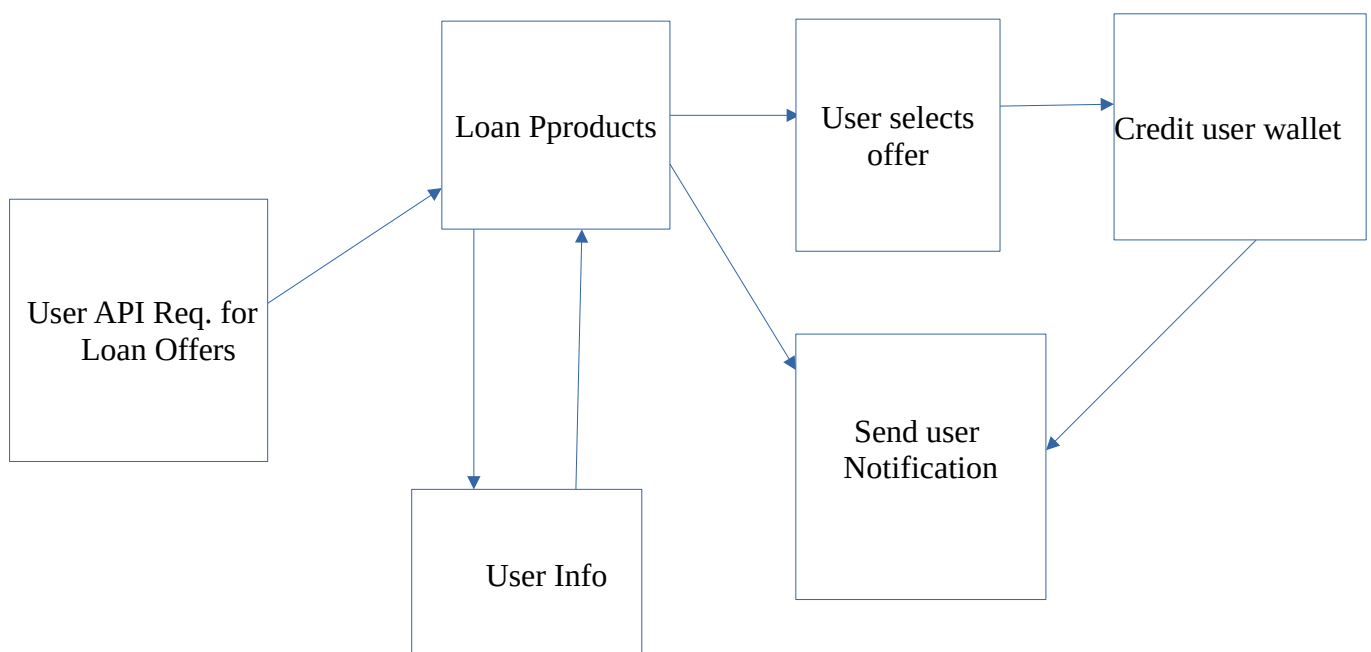 Loan Pproducts
User selects
offer
Credit user wallet
User API Req. for
Loan Offers
Send user
Notification
User Info